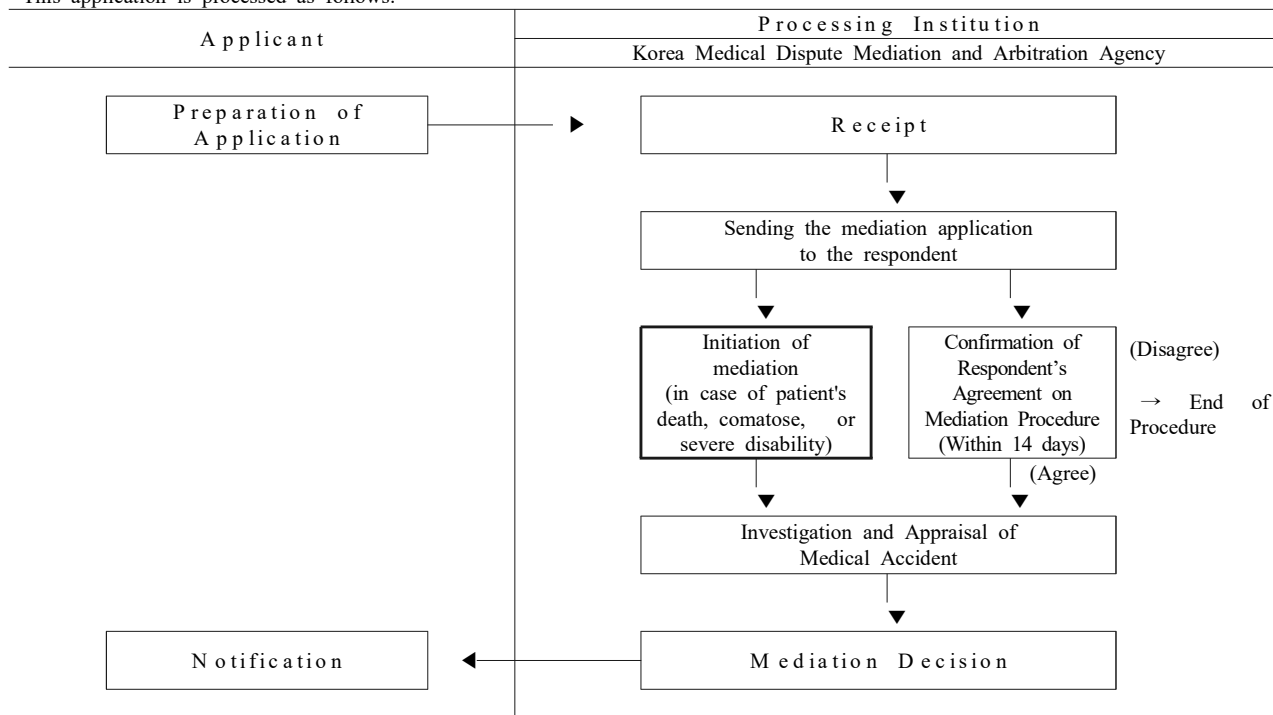 This application is processed as follows.
Applicant
Processing Institution
Korea Medical Dispute Mediation and Arbitration Agency
Preparation of
Application
Receipt
Sending the mediation application
to the respondent
Initiation of
mediation
(in case of patient's
death, comatose, or
severe disability)
Confirmation of
Respondent’s
Agreement on
Mediation Procedure
(Within 14 days)
(Disagree)
→ End of
Procedure
(Agree)
Investigation and Appraisal of
Medical Accident
Notification
Mediation Decision